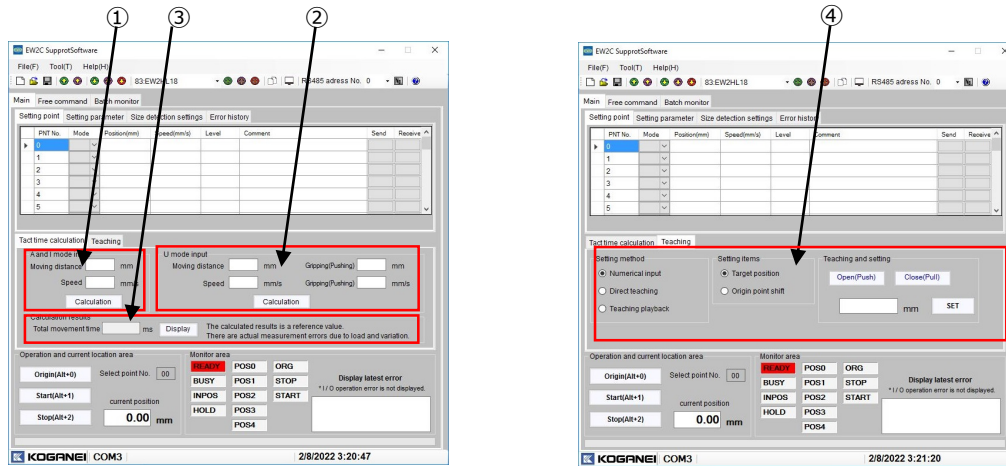 ① ③ ②
EW2C SupprotSoftware
File(F) Tool(T) Help(H)
83:EW2HL18 RS485 adress No. 0
Main Free command Batch monitor
Setting point Setting parameter Size detection settings Error history
PNT No. Mode Position(mm) Speed(mm/s) Level Comment Send Receive
0
1
2
3
4
5
Tact time calculation Teaching
A and I mode input U mode input
Moving distance mm Moving distance mm Gripping(Pushing) mm
Speed mm/s Speed mm/s Gripping(Pushing) mm/s
Calculation Calculation
Calculation results
Total movement time ms Display The calculated results is a reference value.
There are actual measurement errors due to load and variation.
Operation and current location area Monitor area
Origin(Alt+0) Select point No. 00 READY POS0 ORG
Display latest error
BUSY POS1 STOP
*I / O operation error is not displayed.
Start(Alt+1) INPOS POS2 START
current position
HOLD POS3
Stop(Alt+2) 0.00 mm
POS4
KOGANEI COM3 2/8/2022 3:20:47
④
EW2C SupprotSoftware
File(F) Tool(T) Help(H)
83:EW2HL18 RS485 adress No. 0
Main Free command Batch monitor
Setting point Setting parameter Size detection settings Error history
PNT No. Mode Position(mm) Speed(mm/s) Level Comment Send Receive
0
1
2
3
4
5
Tact time calculation Teaching
Setting method Setting items Teaching and setting
Numerical input Target position Open(Push) Close(Pull)
Direct teaching Origin point shift
Teaching playback mm SET
Operation and current location area Monitor area
Origin(Alt+0) Select point No. 00 READY POS0 ORG
Display latest error
BUSY POS1 STOP
*I / O operation error is not displayed.
Start(Alt+1) INPOS POS2 START
current position
HOLD POS3
Stop(Alt+2) 0.00 mm
POS4
KOGANEI COM3 2/8/2022 3:21:20